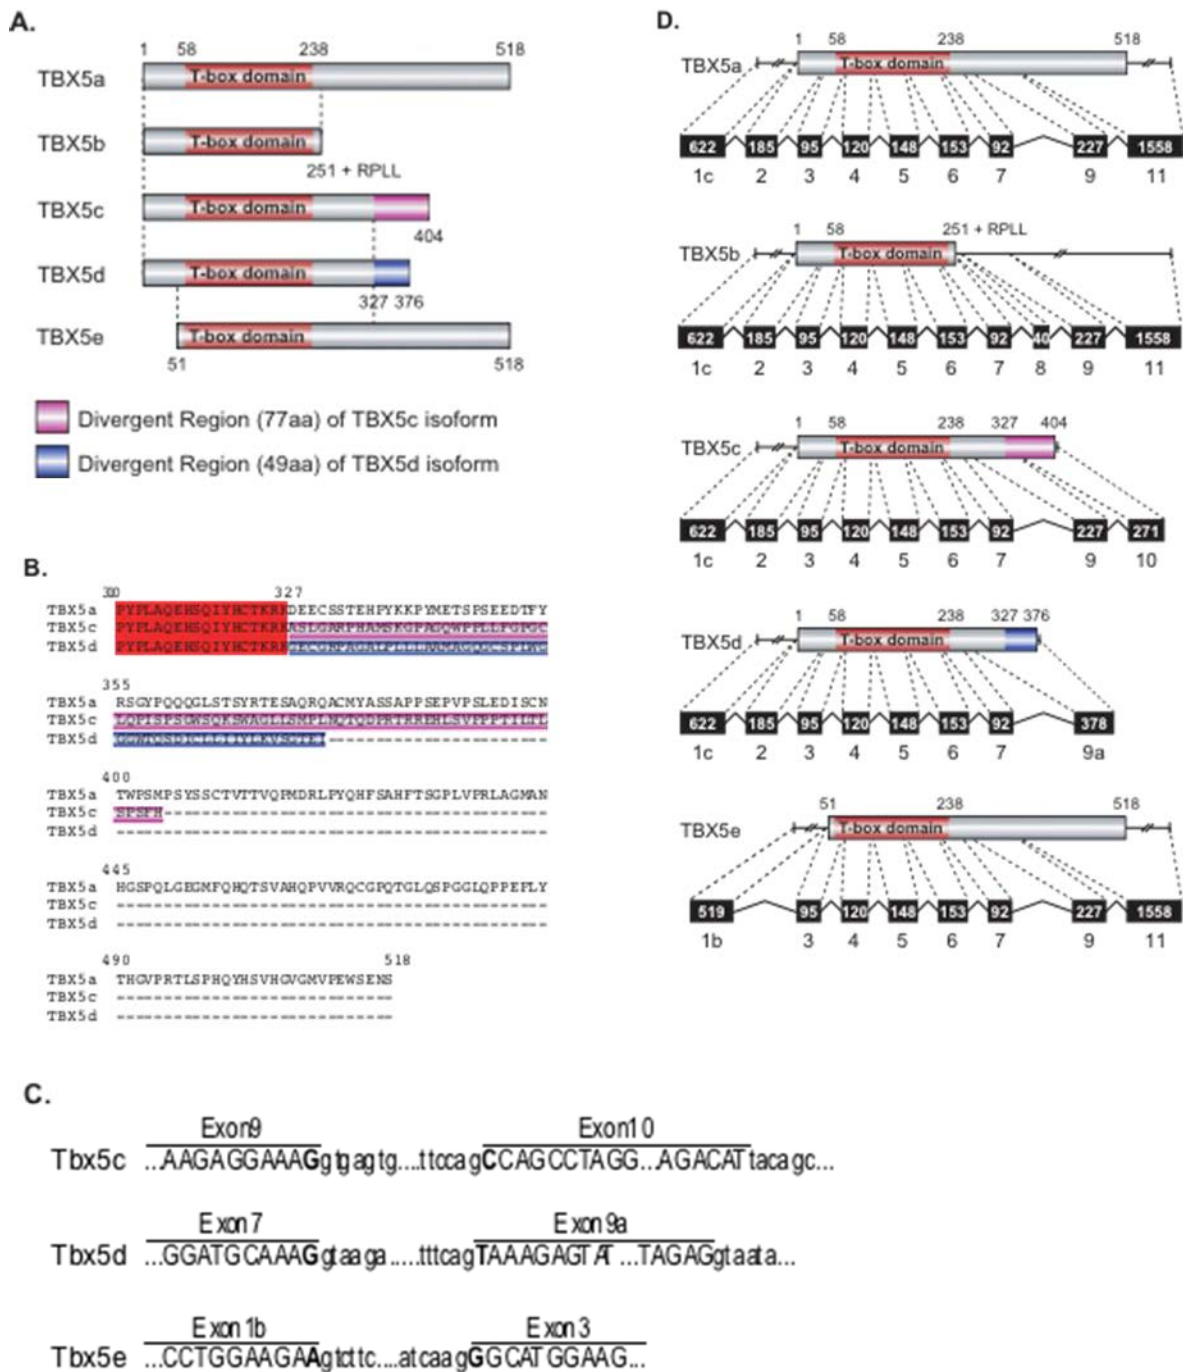 A.
1 58 238 518
TBX5a T-box domain
TBX5b T-box domain
251 + RPLL
TBX5c T-box domain
404
TBX5d T-box domain
327 376
TBX5e T-box domain
51 518
Divergent Region (77aa) of TBX5c isoform
Divergent Region (49aa) of TBX5d isoform
B.
327
TBX5a PYPLAQEHSQIYHCTKRKDEECSSTEHPYKKPYMETSPSEEDTFY
TBX5c PYPLAQEHSQIYHCTKRKASLGARPHAMSKGPAGQWPPLLFGPGC
TBX5d PYPLAQEHSQIYHCTKRK
355
TBX5a RSGYPQQQGLSTSYRTESAQRQACMYASSAPPSEPVPSLEDISCN
TBX5c
TBX5d
400
TBX5a TWPSMPSYSSCTVTTVQPMDRLPYQHFSAHFTSGPLVPRLAGMAN
TBX5c SPSFH----------------------------------------
TBX5d ---------------------------------------------
445
TBX5a HGSPQLGEGMFQHQTSVAHQPVVRQCGPQTGLQSPGGLQPPEFLY
TBX5c ---------------------------------------------
TBX5d ---------------------------------------------
490 518
TBX5a THGVPRTLSPHQYHSVHGVGMVPEWSENS
TBX5c -----------------------------
TBX5d -----------------------------
C.
Exon9 Exon10
Tbx5c ...AAGAGGAAAGgtgagtg....ttccagCCAGCCTAGG...AGACATtacagc...
Exon7 Exon9a
Tbx5d ...GGATGCAAAGgtaaga.....tttcagTAAAGAGTAT...TAGAGgtaata...
Exon1b Exon3
Tbx5e ...CCTGGAAGAAgtcttc....atcaagGGCATGGAAG...
D.
1 58 238 518
TBX5a T-box domain
622 185 95 120 148 153 92 227 1558
1c 2 3 4 5 6 7 9 11
1 58 251 + RPLL
TBX5b T-box domain
622 185 95 120 148 153 92 40 227 1558
1c 2 3 4 5 6 7 8 9 11
1 58 238 327 404
TBX5c T-box domain
622 185 95 120 148 153 92 227 271
1c 2 3 4 5 6 7 9 10
1 58 238 327 376
TBX5d T-box domain
622 185 95 120 148 153 92 378
1c 2 3 4 5 6 7 9a
51 238 518
TBX5e T-box domain
519 95 120 148 153 92 227 1558
1b 3 4 5 6 7 9 11